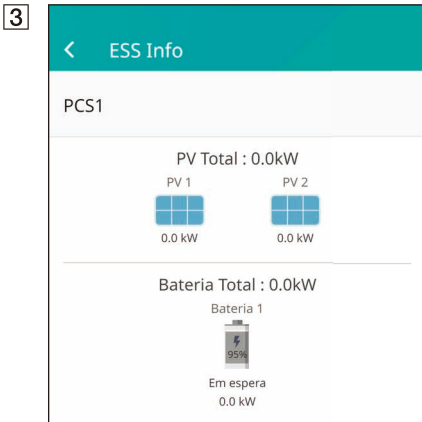 3
ESS Info
PCS1
PV Total : 0.0kW
PV 1 PV 2
0.0 kW 0.0 kW
Bateria Total : 0.0kW
Bateria 1
95%
Em espera
0.0 kW